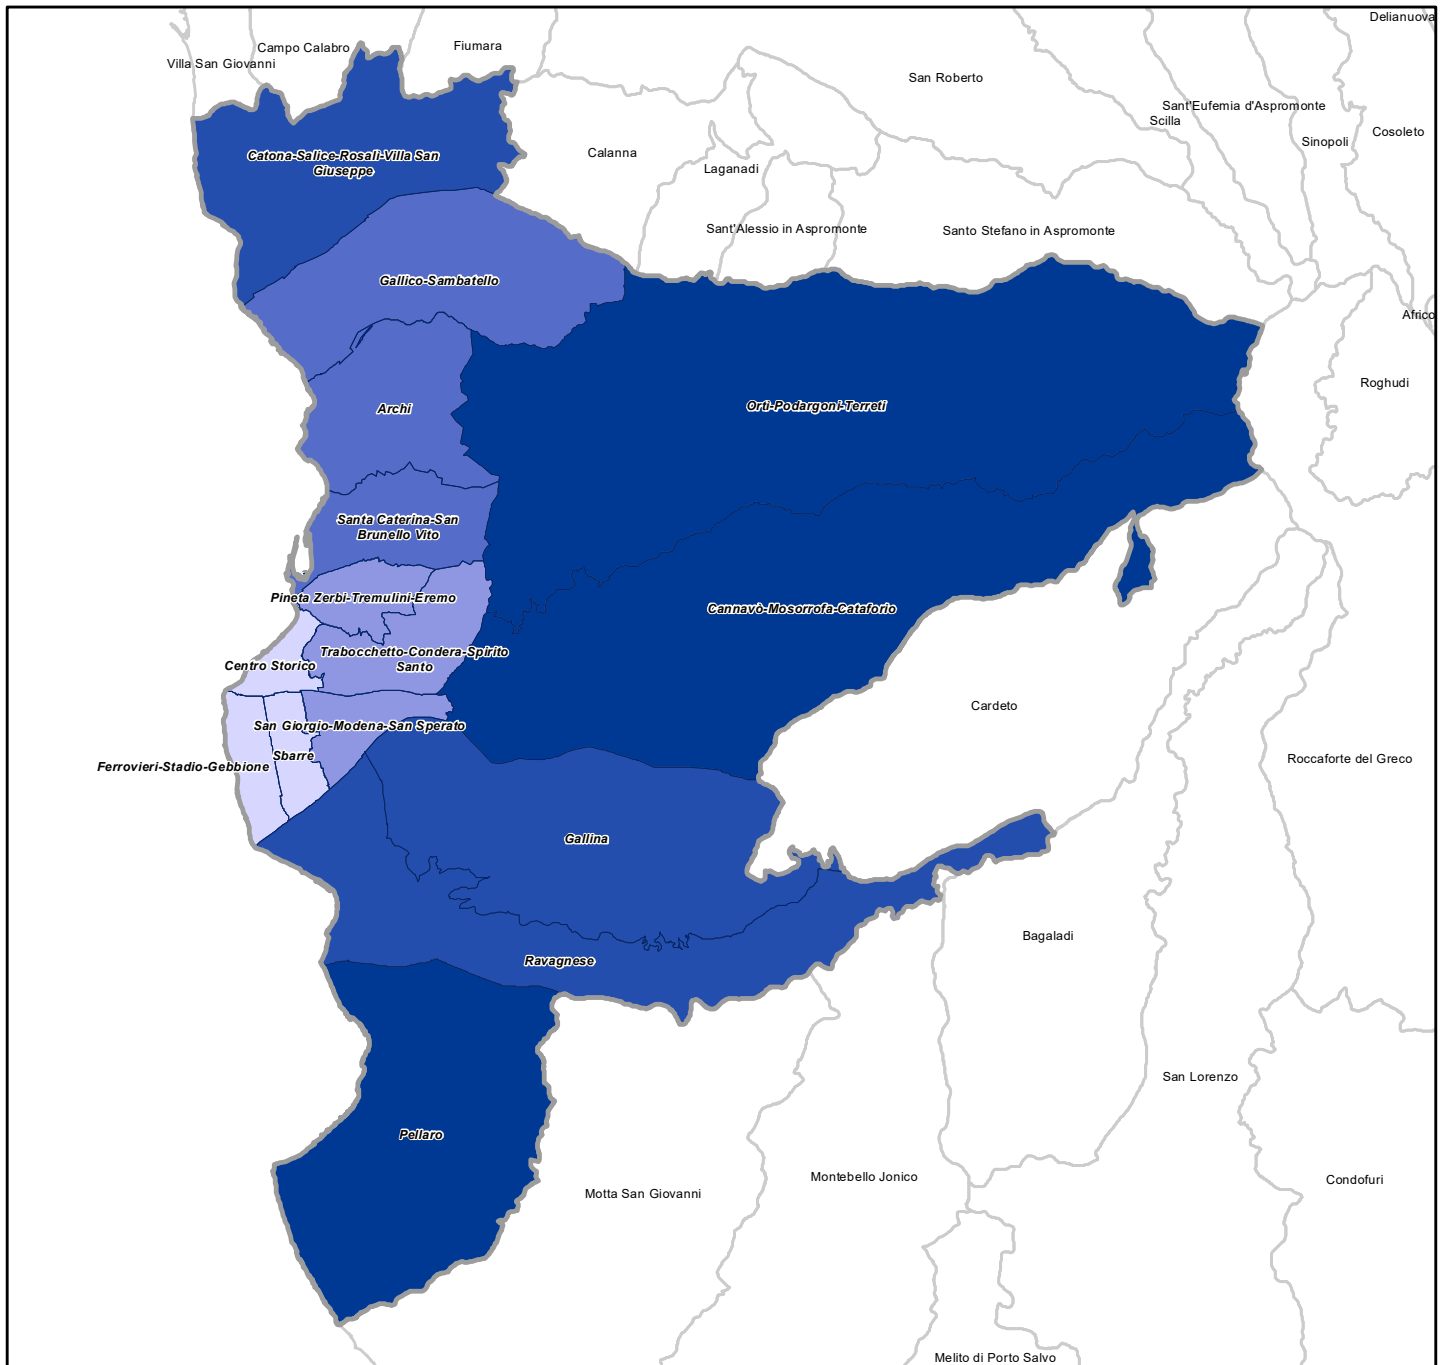 Delianuova
Campo Calabro
Fiumara
Villa San Giovanni
San Roberto
Sant'Eufemia d'Aspromonte
Scilla
Cosoleto
Sinopoli
Catona-Salice-Rosali-Villa San
Giuseppe
Calanna
Laganadi
Sant'Alessio in Aspromonte
Santo Stefano in Aspromonte
Gallico-Sambatello
Africo
Roghudi
Archi
Orti-Podargoni-Terreti
Santa Caterina-San
Brunello Vito
Pineta Zerbi-Tremulini-Eremo
Cannavò-Mosorrofa-Cataforio
Trabocchetto-Condera-Spirito
Santo
Centro Storico
Cardeto
San Giorgio-Modena-San Sperato
Sbarre
Ferrovieri-Stadio-Gebbione
Roccaforte del Greco
Gallina
Bagaladi
Ravagnese
San Lorenzo
Pellaro
Montebello Jonico
Condofuri
Motta San Giovanni
Melito di Porto Salvo